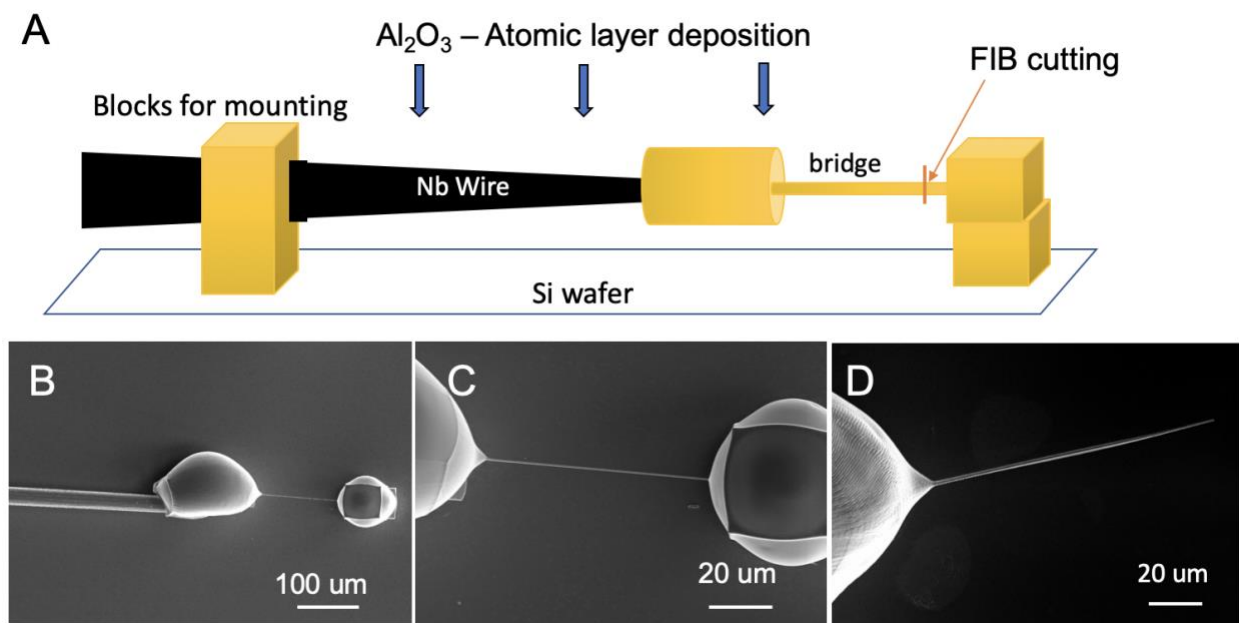 A
Al₂O₃ – Atomic layer deposition
FIB cutting
Blocks for mounting
bridge
Nb Wire
Si wafer
B
C
D
100 um
20 um
20 um